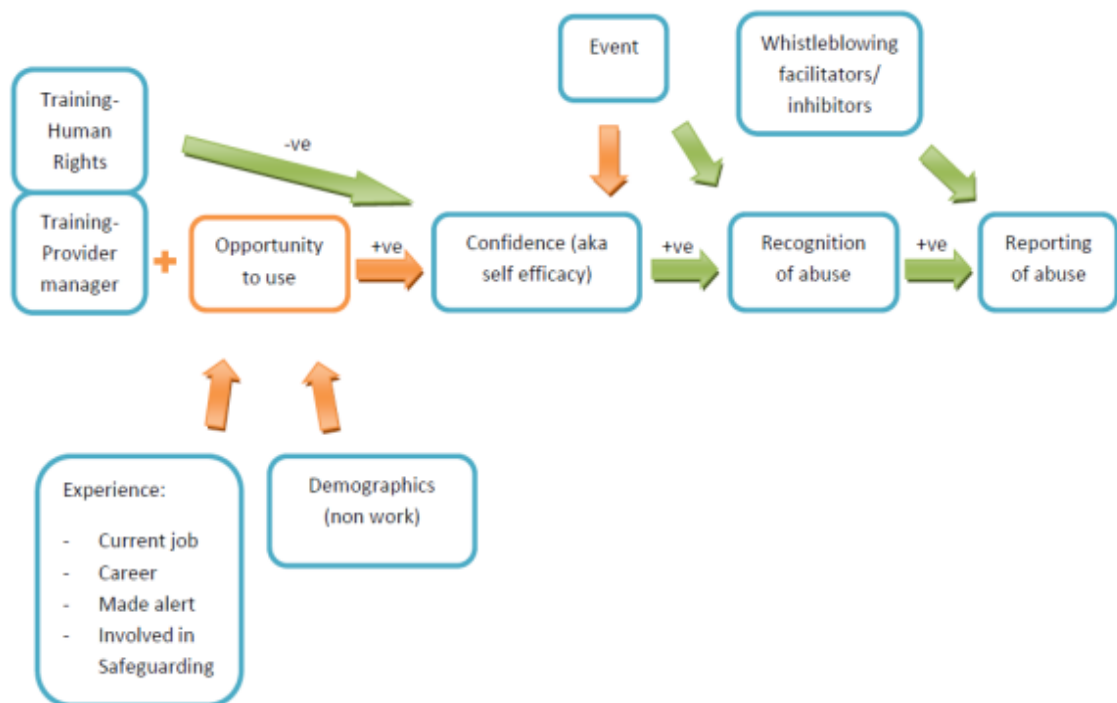 Event
Whistleblowing
facilitators/
inhibitors
Training-
Human
Rights
-ve
Training-
Provider
manager
+
Opportunity
to use
+ve
Confidence (aka
self efficacy)
+ve
Recognition
of abuse
+ve
Reporting
of abuse
Experience:
- Current job
- Career
- Made alert
- Involved in
Safeguarding
Demographics
(non work)